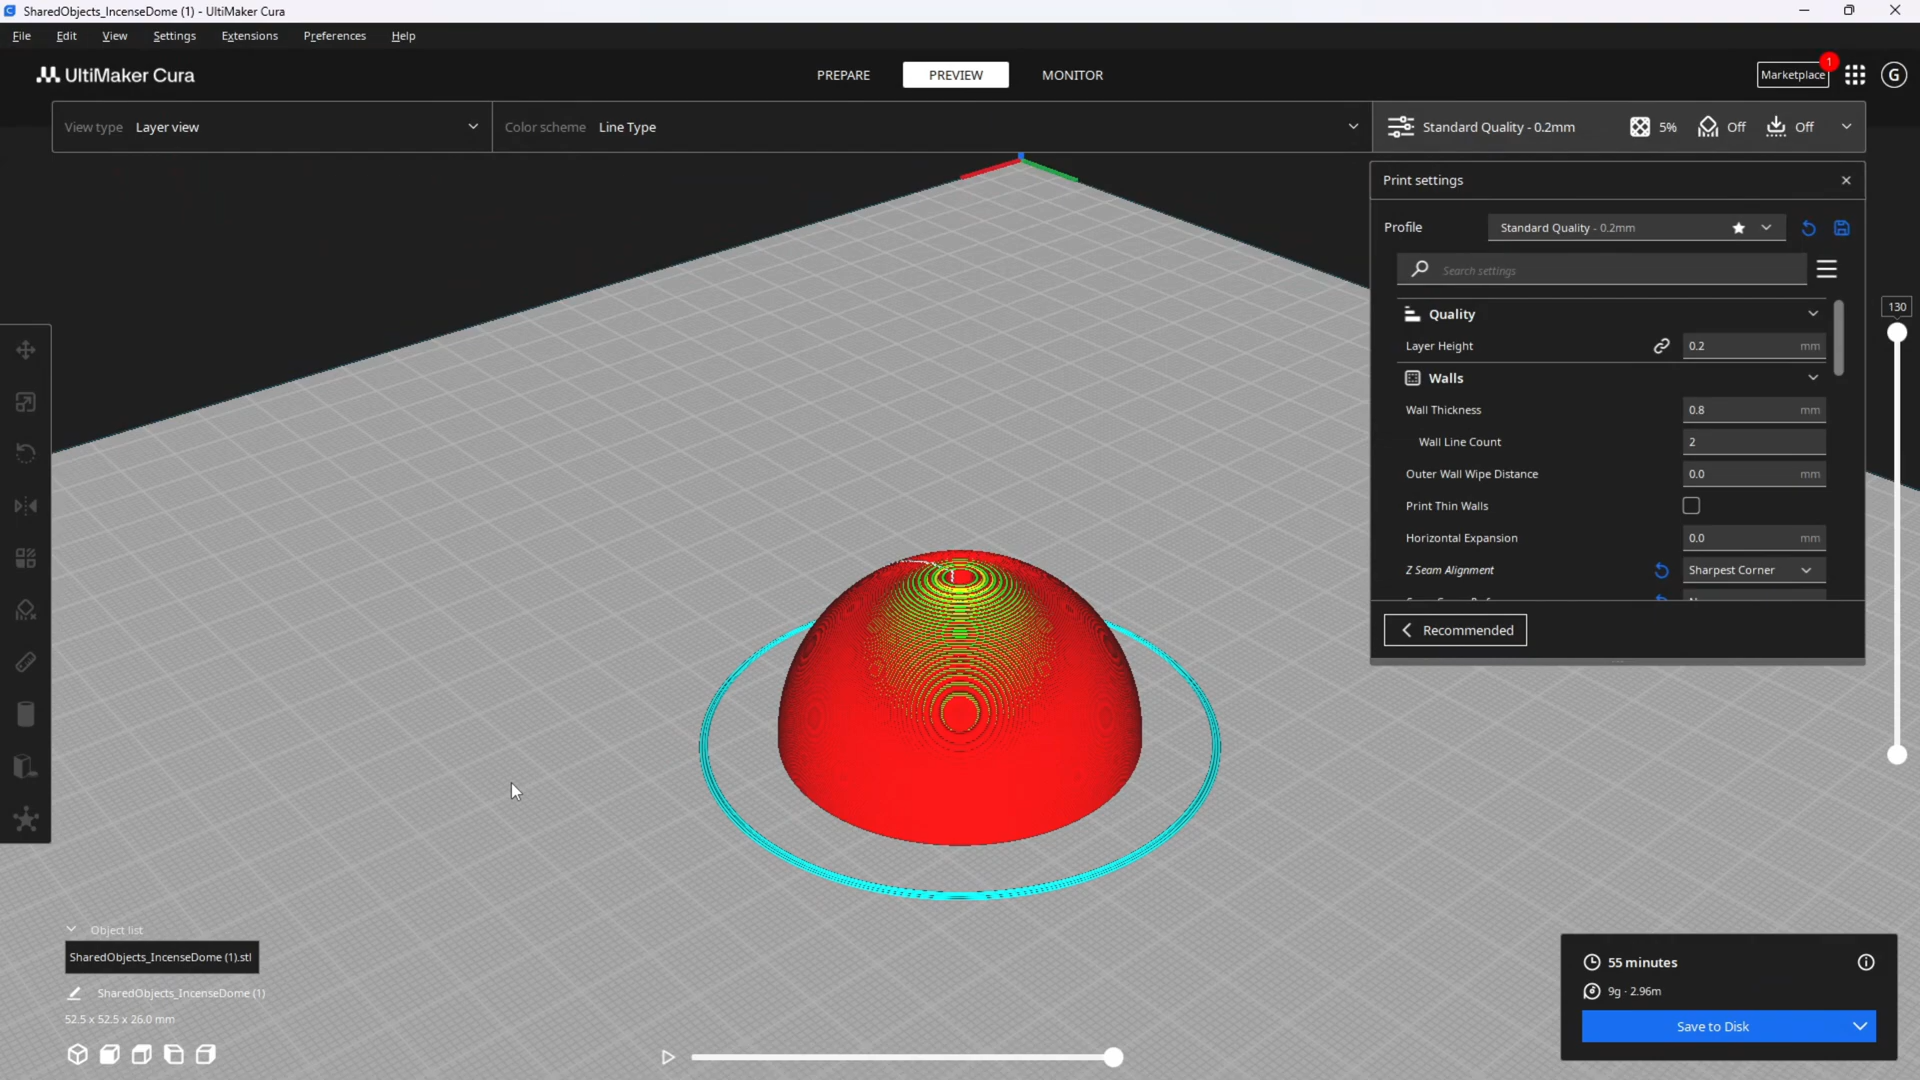 SharedObjects_IncenseDome (1) - UltiMaker Cura
File Edit View Settings Extensions Preferences Help
UltiMaker Cura
PREPARE PREVIEW MONITOR
Marketplace 1 G
View type Layer view
Color scheme Line Type
Standard Quality - 0.2mm 5% Off Off
Print settings
Profile Standard Quality - 0.2mm
Search settings
Quality
Layer Height 0.2 mm
Walls
Wall Thickness 0.8 mm
Wall Line Count 2
Outer Wall Wipe Distance 0.0 mm
Print Thin Walls
Horizontal Expansion 0.0 mm
Z Seam Alignment Sharpest Corner
Recommended
130
Object list
SharedObjects_IncenseDome (1).stl
SharedObjects_IncenseDome (1)
52.5 x 52.5 x 26.0 mm
55 minutes
9g · 2.96m
Save to Disk